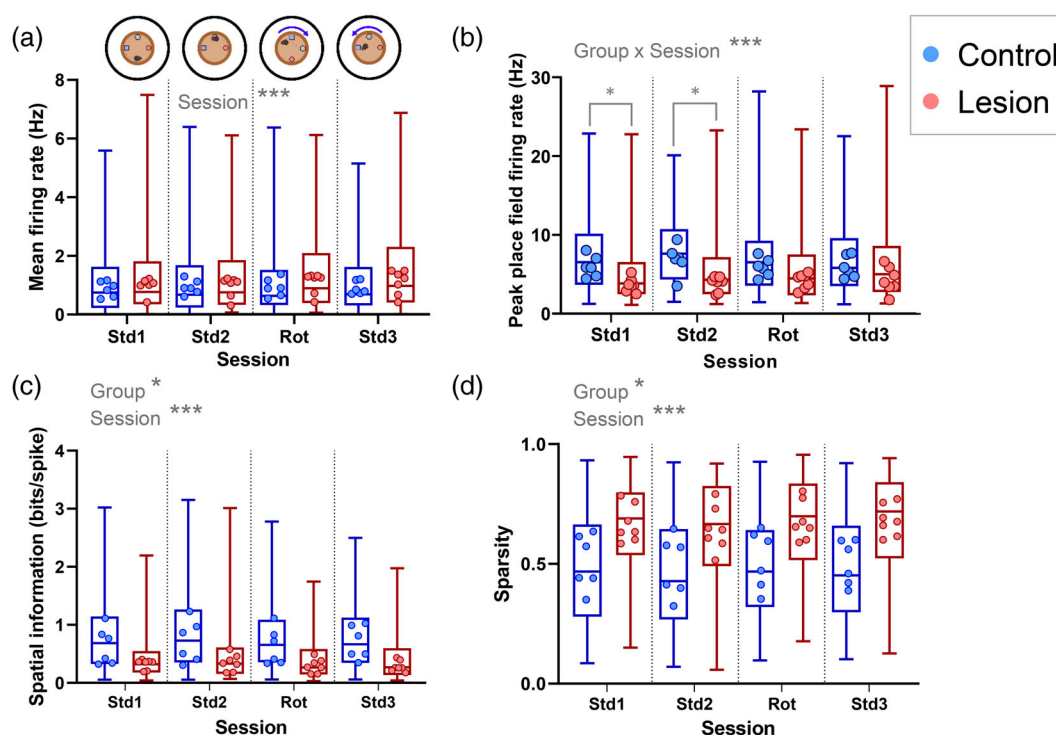 (a)
Session ***
Mean firing rate (Hz)
8
6
4
2
0
Std1 Std2 Rot Std3
Session
(b)
Group x Session ***
* *
Peak place field firing rate (Hz)
30
20
10
0
Std1 Std2 Rot Std3
Session
Control
Lesion
(c)
Group *
Session ***
Spatial information (bits/spike)
4
3
2
1
0
Std1 Std2 Rot Std3
Session
(d)
Group *
Session ***
Sparsity
1.0
0.5
0.0
Std1 Std2 Rot Std3
Session